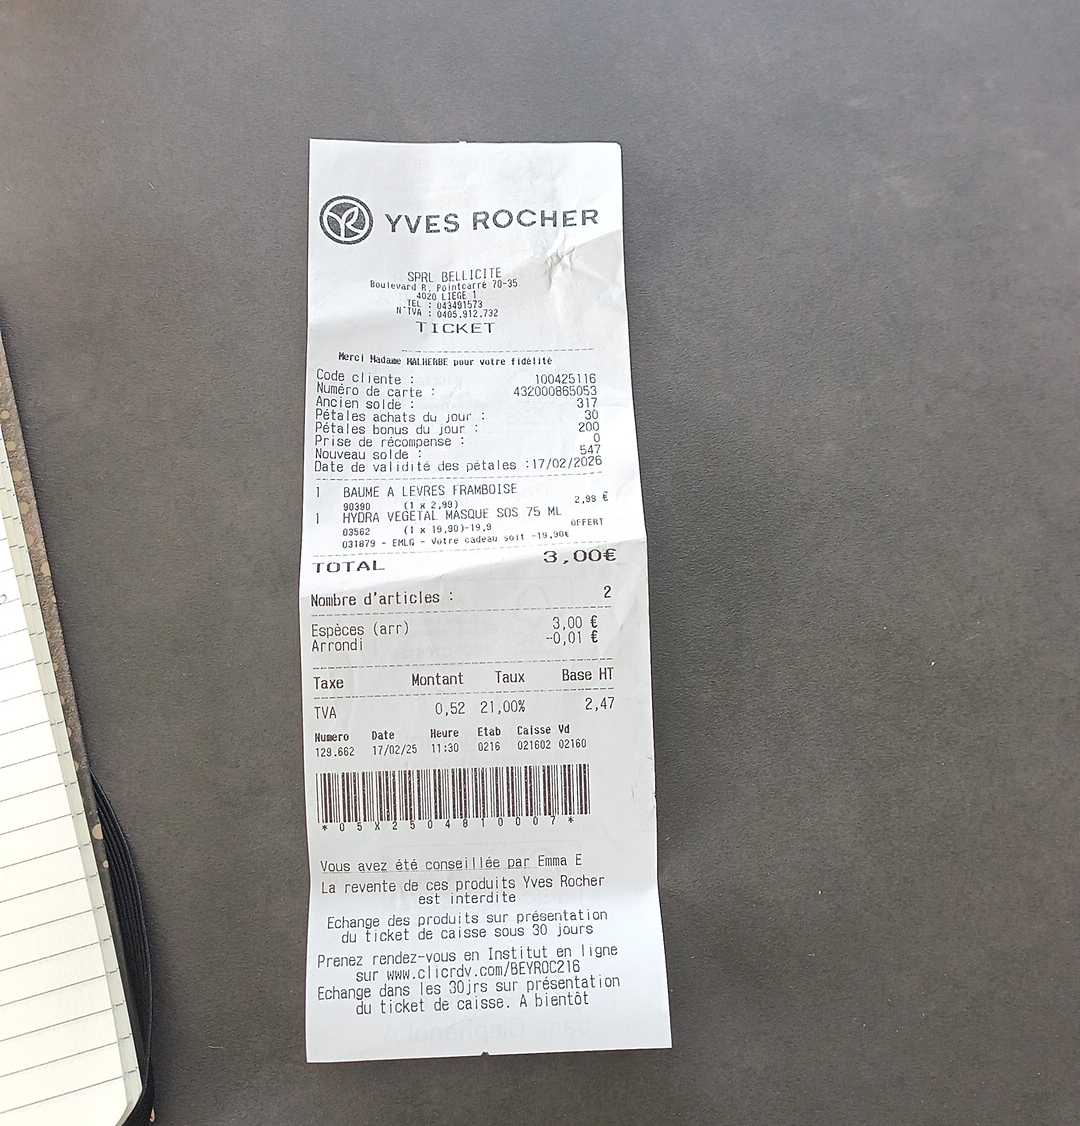 YVES ROCHER
SPRL BELLICITE
Boulevard R. Pointcarré 70-35
4020 LIEGE 1
TEL : 043491573
N°TVA : 0405.912.732
TICKET
Merci Madame MALHERBE pour votre fidélité
Code cliente : 100425116
Numéro de carte : 432000865053
Ancien solde : 317
Pétales achats du jour : 30
Pétales bonus du jour : 200
Prise de récompense : 0
Nouveau solde : 547
Date de validité des pétales :17/02/2026
1 BAUME A LEVRES FRAMBOISE
90390 (1 x 2,99) 2,99 €
1 HYDRA VEGETAL MASQUE SOS 75 ML
03562 (1 x 19,90)-19,9 OFFERT
031879 - EMLG - Votre cadeau soit -19,90€
TOTAL 3,00€
Nombre d'articles : 2
Espèces (arr) 3,00 €
Arrondi -0,01 €
Taxe Montant Taux Base HT
TVA 0,52 21,00% 2,47
Numero Date Heure Etab Caisse Vd
129.662 17/02/25 11:30 0216 021602 02160
*05X2504810007*
Vous avez été conseillée par Emma E
La revente de ces produits Yves Rocher
est interdite
Echange des produits sur présentation
du ticket de caisse sous 30 jours
Prenez rendez-vous en Institut en ligne
sur www.clicrdv.com/BEYROC216
Echange dans les 30jrs sur présentation
du ticket de caisse. A bientôt